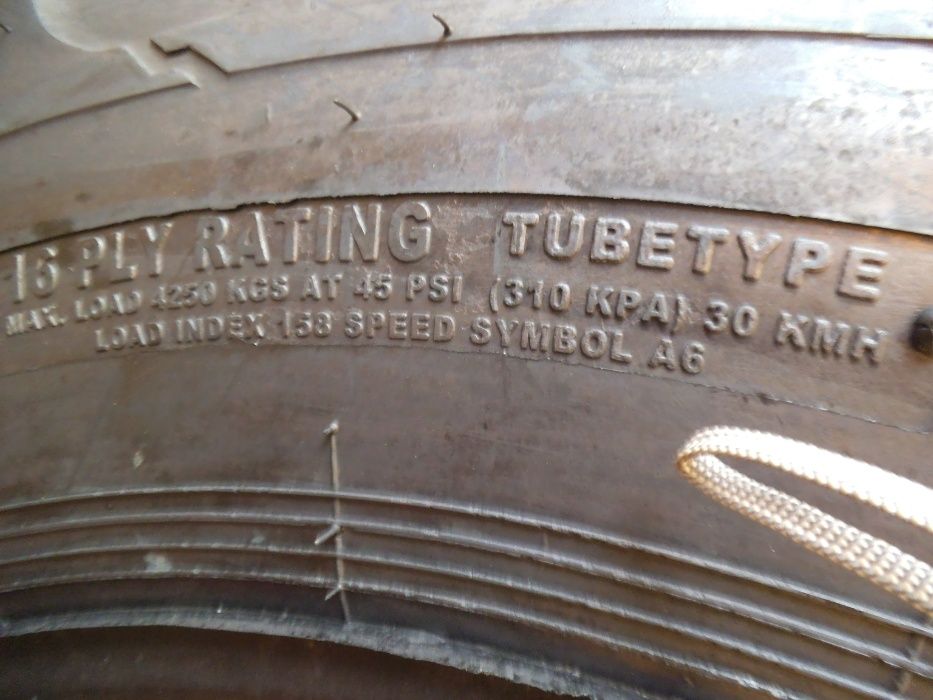 16 PLY RATING TUBETYPE
MAX. LOAD 4250 KGS AT 45 PSI (310 KPA) 30 KMH
LOAD INDEX 158 SPEED SYMBOL A6